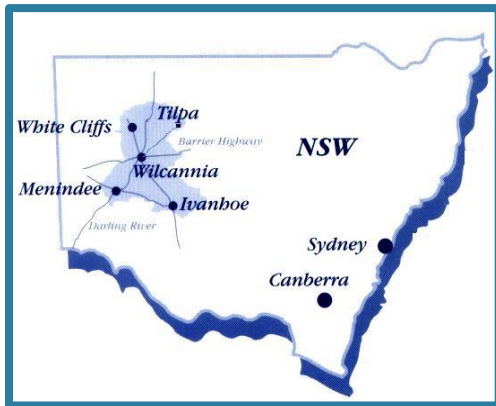 Tilpa
White Cliffs
Barrier Highway
NSW
Wilcannia
Menindee
Ivanhoe
Darling River
Sydney
Canberra